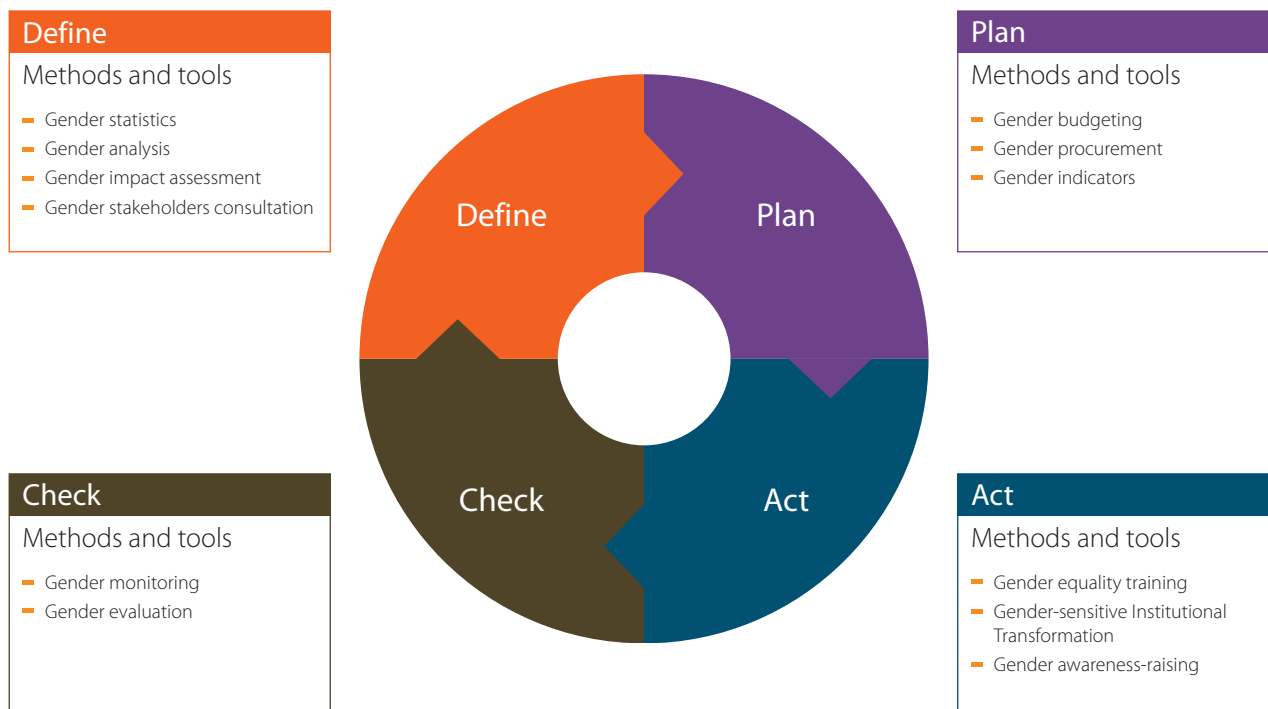 Define
Methods and tools
Gender statistics
Gender analysis
Gender impact assessment
Gender stakeholders consultation
Plan
Methods and tools
Gender budgeting
Gender procurement
Gender indicators
Define
Plan
Check
Act
Check
Methods and tools
Gender monitoring
Gender evaluation
Act
Methods and tools
Gender equality training
Gender-sensitive Institutional
Transformation
Gender awareness-raising